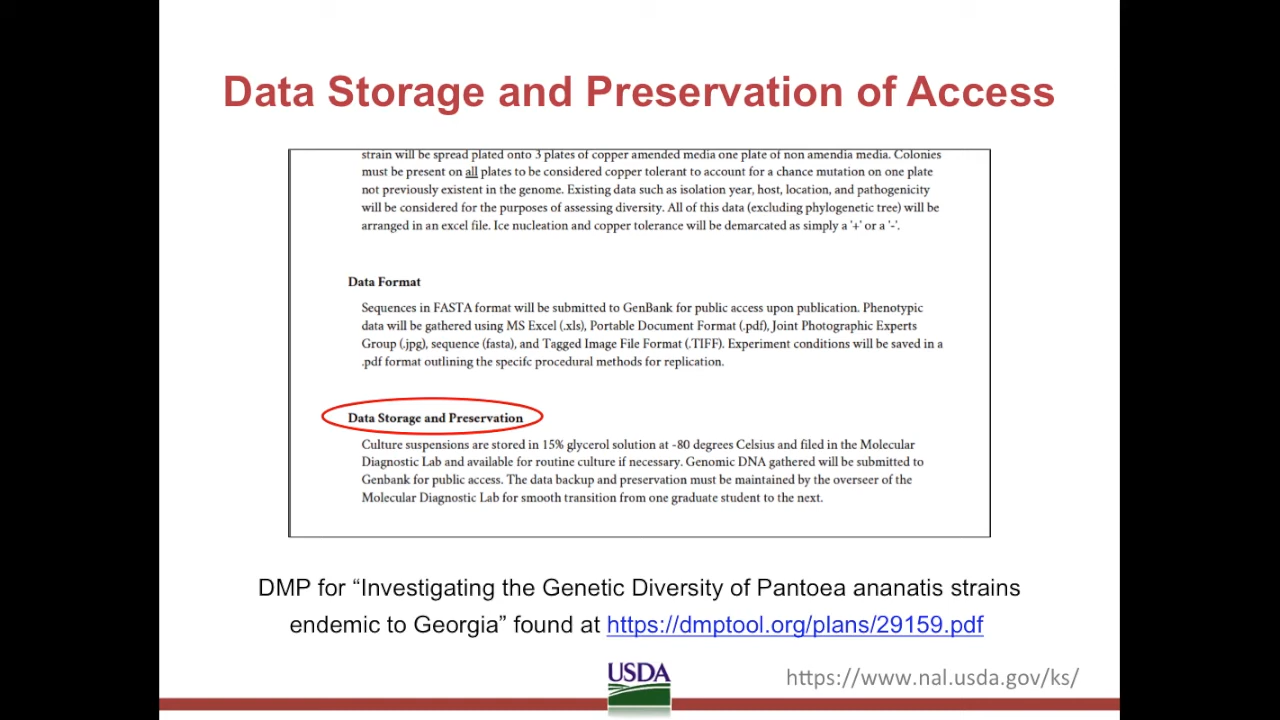 Data Storage and Preservation of Access
strain will be spread plated onto 3 plates of copper amended media one plate of non amendia media. Colonies
must be present on all plates to be considered copper tolerant to account for a chance mutation on one plate
not previously existent in the genome. Existing data such as isolation year, host, location, and pathogenicity
will be considered for the purposes of assessing diversity. All of this data (excluding phylogenetic tree) will be
arranged in an excel file. Ice nucleation and copper tolerance will be demarcated as simply a '+' or a '-'.
Data Format
Sequences in FASTA format will be submitted to GenBank for public access upon publication. Phenotypic
data will be gathered using MS Excel (.xls), Portable Document Format (.pdf), Joint Photographic Experts
Group (.jpg), sequence (fasta), and Tagged Image File Format (.TIFF). Experiment conditions will be saved in a
.pdf format outlining the specifc procedural methods for replication.
Data Storage and Preservation
Culture suspensions are stored in 15% glycerol solution at -80 degrees Celsius and filed in the Molecular
Diagnostic Lab and available for routine culture if necessary. Genomic DNA gathered will be submitted to
Genbank for public access. The data backup and preservation must be maintained by the overseer of the
Molecular Diagnostic Lab for smooth transition from one graduate student to the next.
DMP for “Investigating the Genetic Diversity of Pantoea ananatis strains
endemic to Georgia” found at https://dmptool.org/plans/29159.pdf
USDA
https://www.nal.usda.gov/ks/